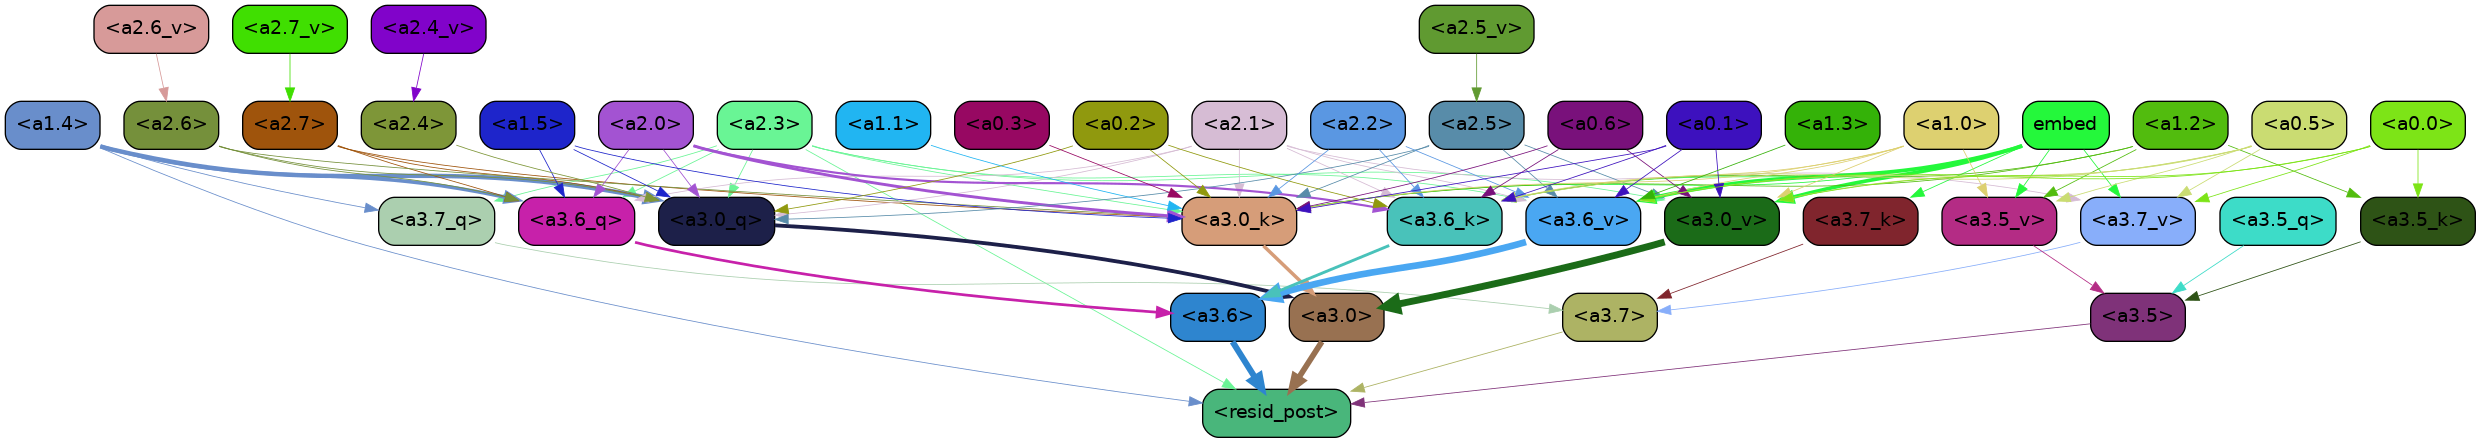 <a2.6_v> <a2.7_v> <a2.4_v> <a2.5_v>
<a1.4> <a2.6> <a2.7> <a2.4> <a1.5> <a2.0> <a2.3> <a1.1> <a0.3> <a0.2> <a2.1> <a2.2> <a2.5> <a0.6> <a0.1> <a1.3> <a1.0> embed <a1.2> <a0.5> <a0.0>
<a3.7_q> <a3.6_q> <a3.0_q> <a3.0_k> <a3.6_k> <a3.6_v> <a3.0_v> <a3.7_k> <a3.5_v> <a3.7_v> <a3.5_q> <a3.5_k>
<a3.6> <a3.0> <a3.7> <a3.5>
<resid_post>